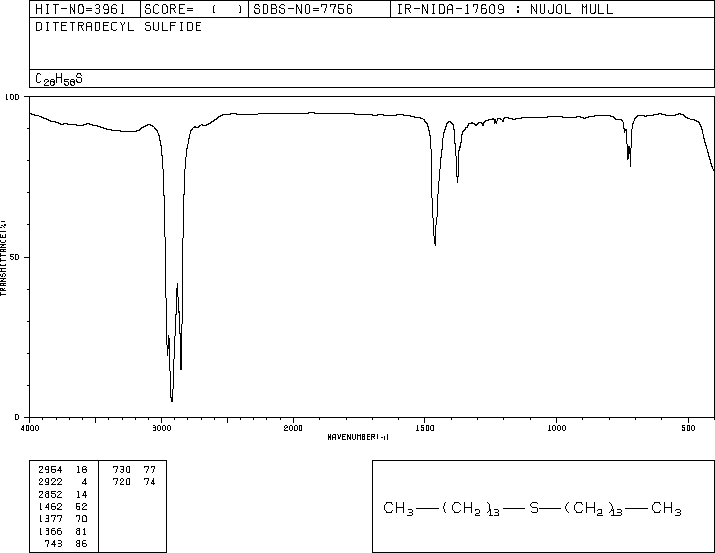 HIT-NO=3961 SCORE= ( ) SDBS-NO=7756 IR-NIDA-17609 : NUJOL MULL
DITETRADECYL SULFIDE
C28H58S
100
50
0
TRANSMITTANCE(%)
4000 3000 2000 1500 1000 500
WAVENUMBER(-1)
2954 16 730 77
2922 4 720 74
2852 14
1462 52
1377 70
1366 81
743 86
CH3—(CH2)13—S—(CH2)13—CH3